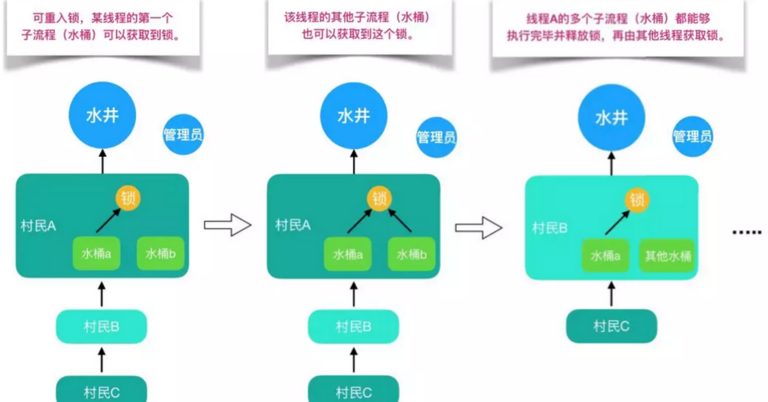 可重入锁，某线程的第一个
子流程（水桶）可以获取到锁。
水井
管理员
锁
村民A
水桶a
水桶b
村民B
村民C
该线程的其他子流程（水桶）
也可以获取到这个锁。
水井
管理员
锁
村民A
水桶a
水桶b
村民B
村民C
线程A的多个子流程（水桶）都能够
执行完毕并释放锁，再由其他线程获取锁。
水井
管理员
锁
村民B
水桶a
其他水桶
村民C
.....